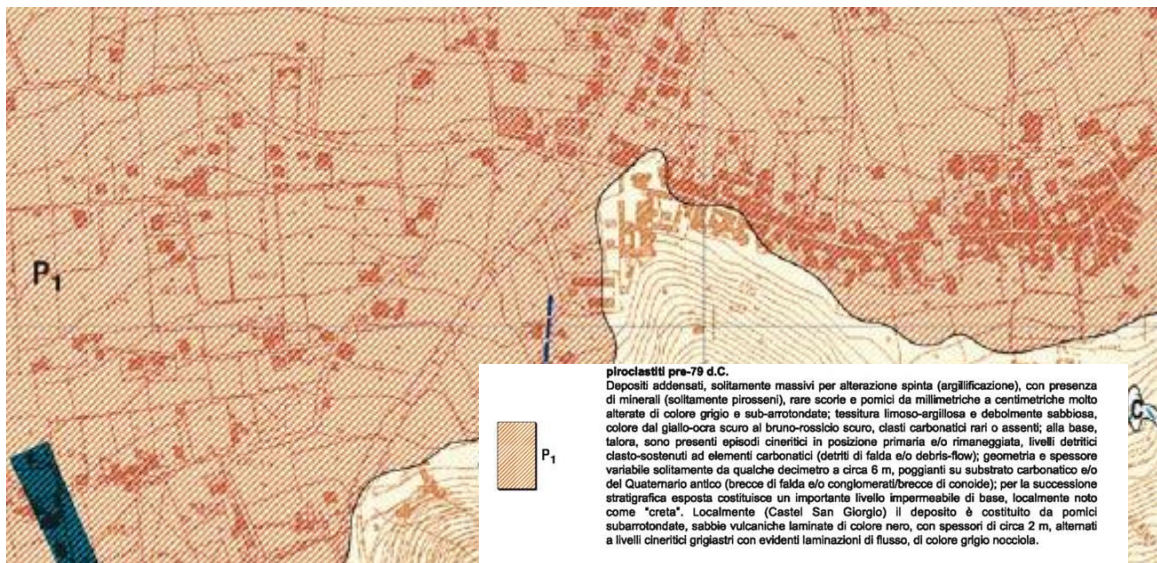 P1
piroclastiti pre-79 d.C.
Depositi addensati, solitamente massivi per alterazione spinta (argillificazione), con presenza
di minerali (solitamente pirosseni), rare scorie e pomici da millimetriche a centimetriche molto
alterate di colore grigio e sub-arrotondate; tessitura limoso-argillosa e debolmente sabbiosa,
colore dal giallo-ocra scuro al bruno-rossicio scuro, clasti carbonatici rari o assenti; alla base,
talora, sono presenti episodi cineritici in posizione primaria e/o rimaneggiata, livelli detritici
clasto-sostenuti ad elementi carbonatici (detriti di falda e/o debris-flow); geometria e spessore
variabile solitamente da qualche decimetro a circa 6 m, poggianti su substrato carbonatico e/o
del Quaternario antico (brecce di falda e/o conglomerati/brecce di conoide); per la successione
stratigrafica esposta costituisce un importante livello impermeabile di base, localmente noto
come "creta". Localmente (Castel San Giorgio) il deposito è costituito da pomici
subarrotondate, sabbie vulcaniche laminate di colore nero, con spessori di circa 2 m, alternati
a livelli cineritici grigiastri con evidenti laminazioni di flusso, di colore grigio nocciola.
P1